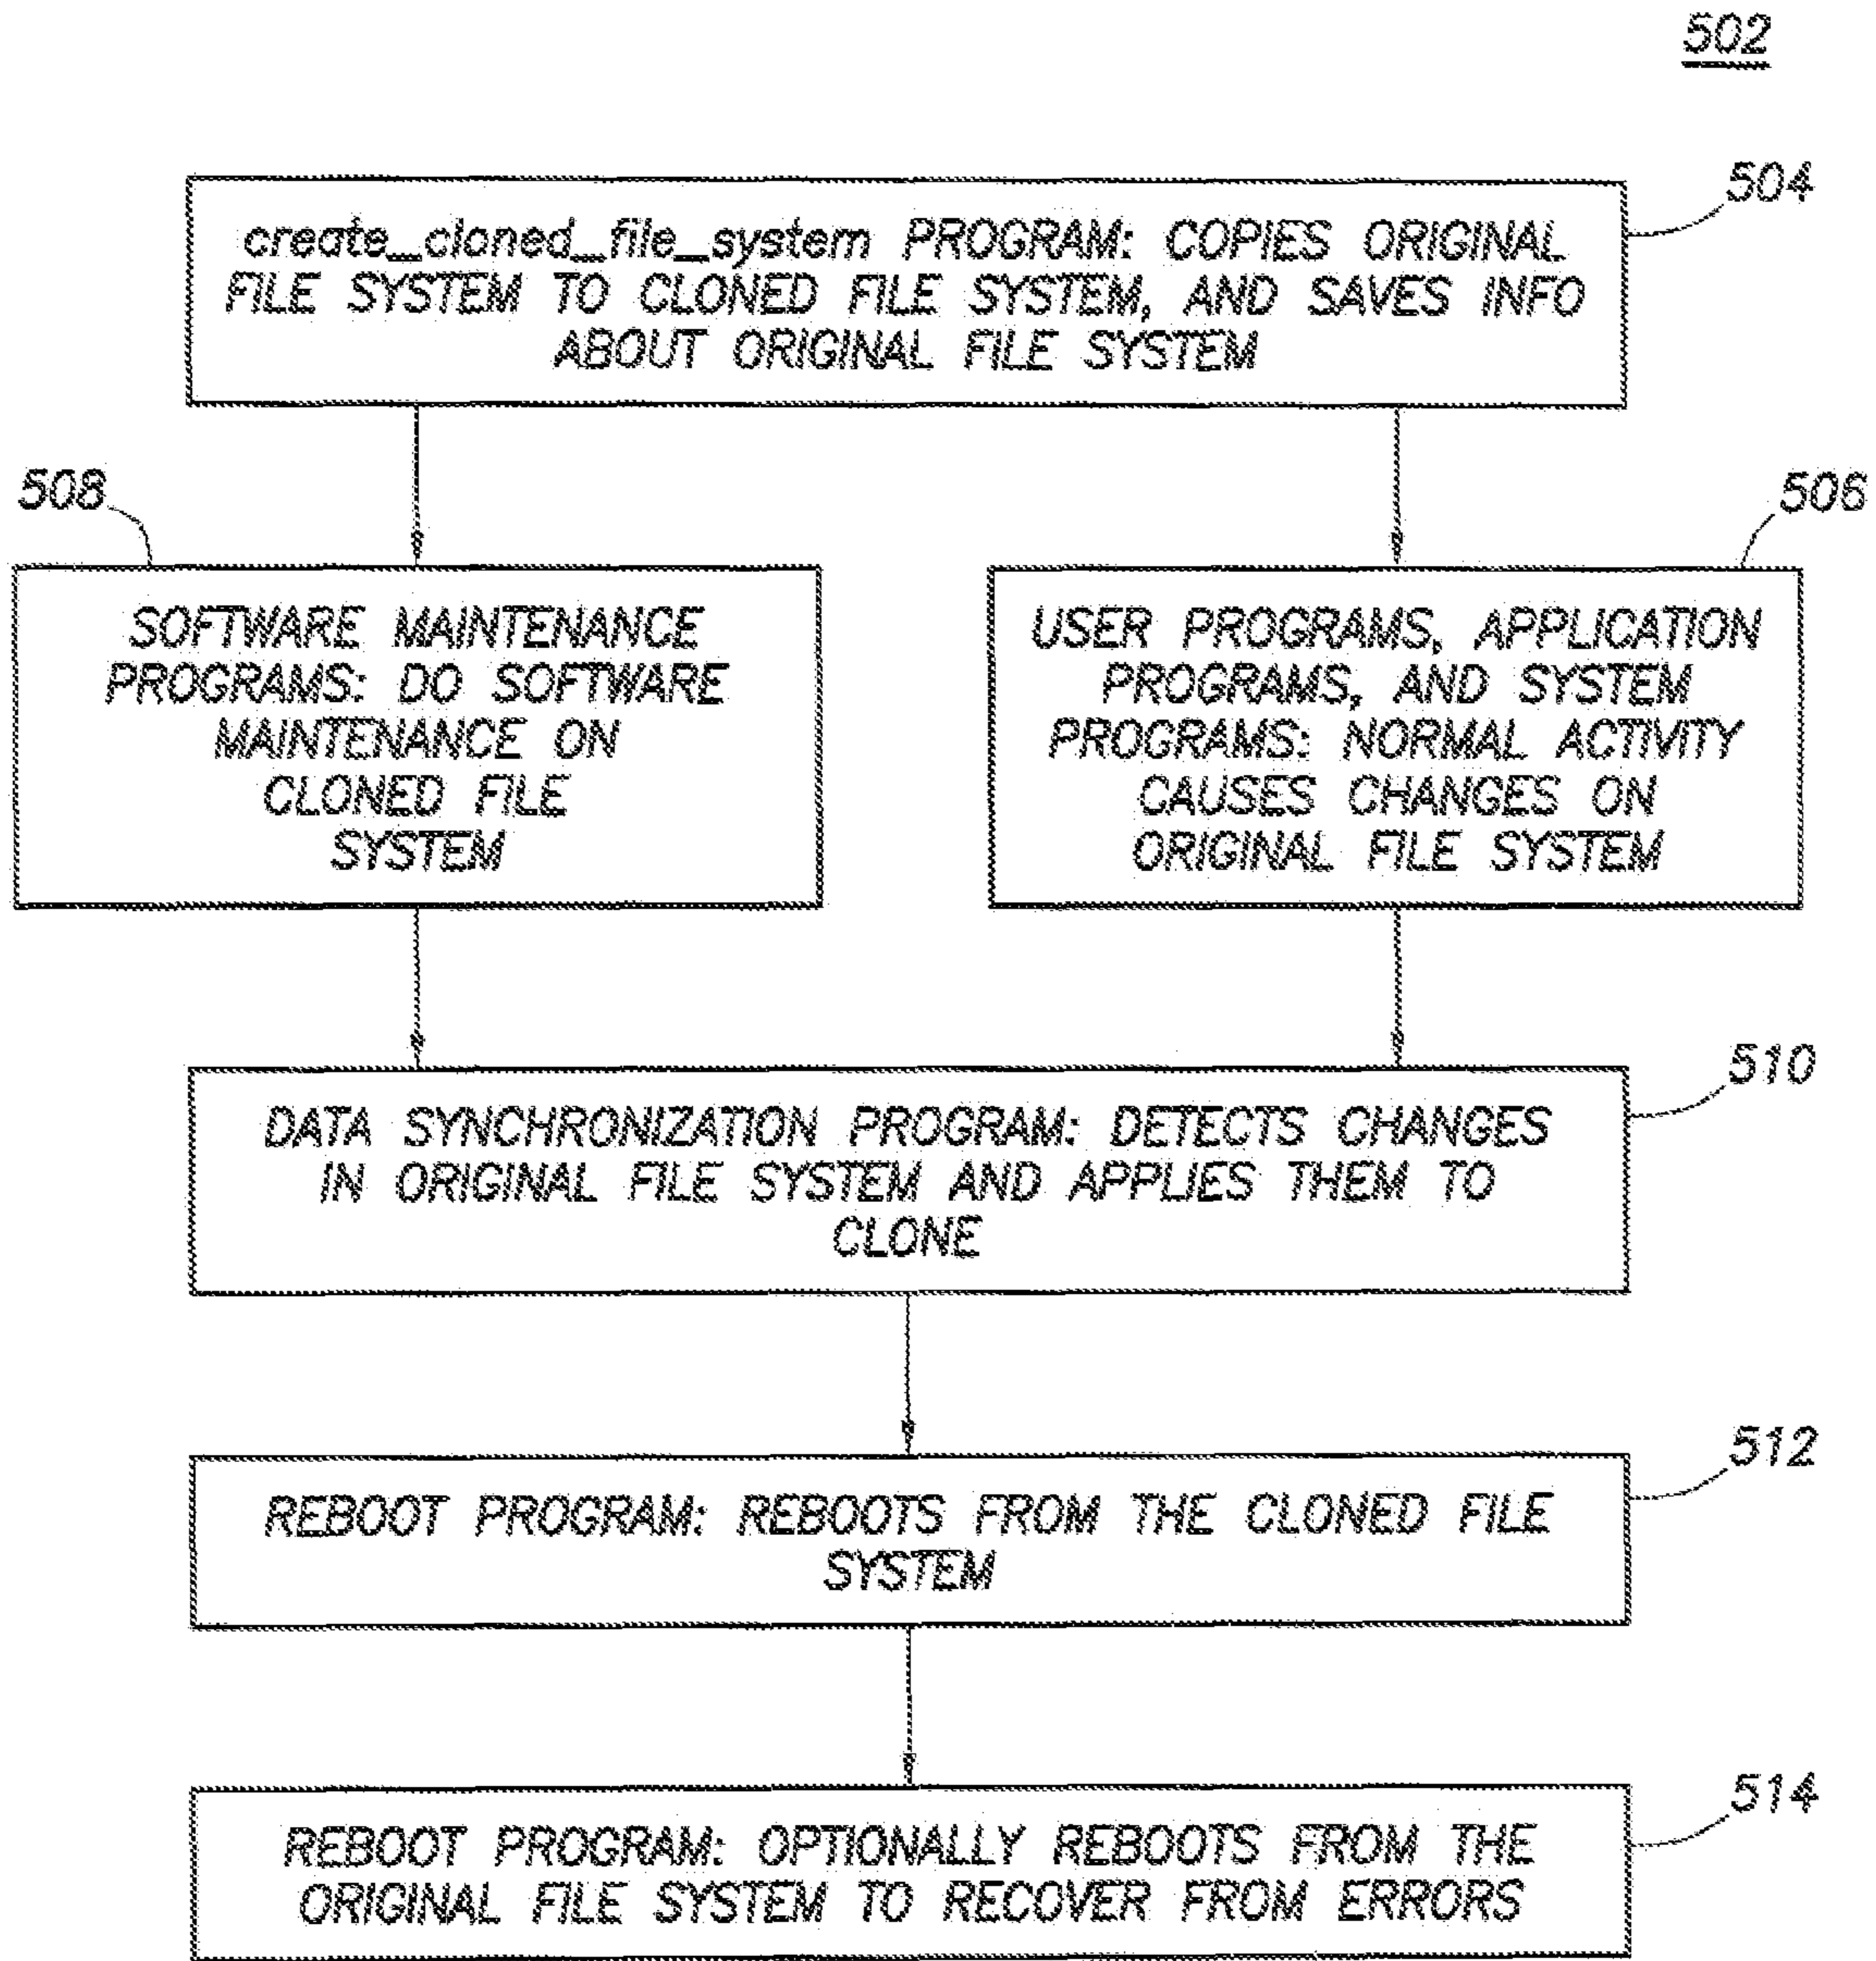 502
504
create_cloned_file_system PROGRAM: COPIES ORIGINAL
FILE SYSTEM TO CLONED FILE SYSTEM, AND SAVES INFO
ABOUT ORIGINAL FILE SYSTEM
508
506
SOFTWARE MAINTENANCE
PROGRAMS: DO SOFTWARE
MAINTENANCE ON
CLONED FILE
SYSTEM
USER PROGRAMS, APPLICATION
PROGRAMS, AND SYSTEM
PROGRAMS: NORMAL ACTIVITY
CAUSES CHANGES ON
ORIGINAL FILE SYSTEM
510
DATA SYNCHRONIZATION PROGRAM: DETECTS CHANGES
IN ORIGINAL FILE SYSTEM AND APPLIES THEM TO
CLONE
512
REBOOT PROGRAM: REBOOTS FROM THE CLONED FILE
SYSTEM
514
REBOOT PROGRAM: OPTIONALLY REBOOTS FROM THE
ORIGINAL FILE SYSTEM TO RECOVER FROM ERRORS